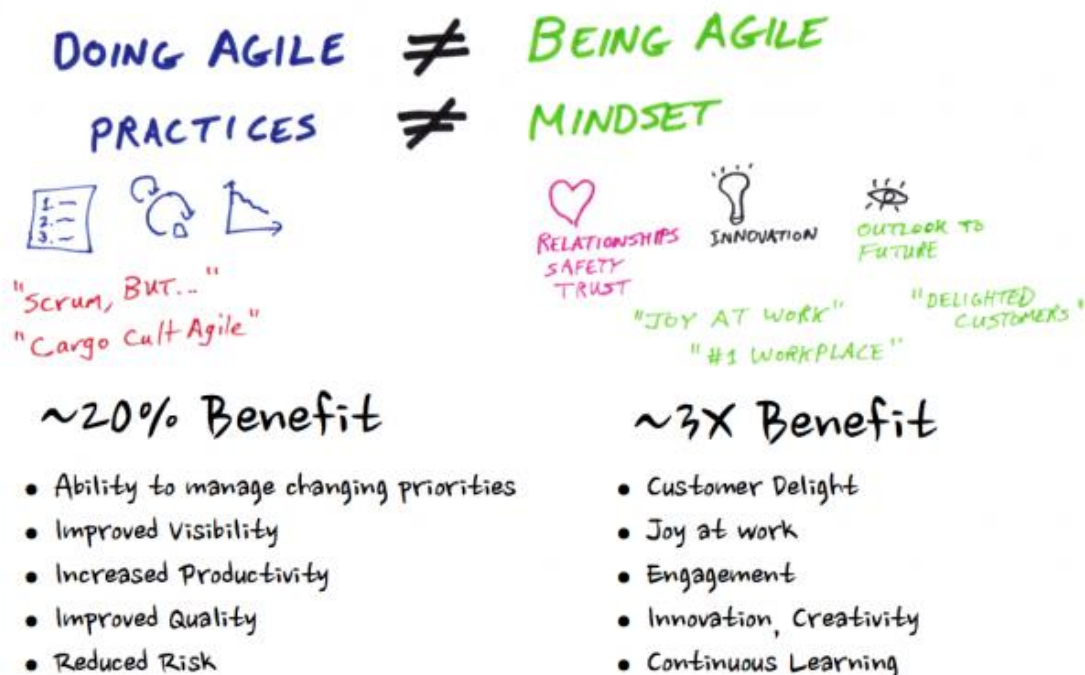 DOING AGILE ≠ BEING AGILE
PRACTICES ≠ MINDSET
1.
2.
3.
"Scrum, BUT..."
"Cargo Cult Agile"
RELATIONSHIPS
SAFETY
TRUST
INNOVATION
OUTLOOK TO
FUTURE
"JOY AT WORK"
"DELIGHTED
CUSTOMERS"
"#1 WORKPLACE"
~20% Benefit
• Ability to manage changing priorities
• Improved Visibility
• Increased Productivity
• Improved Quality
• Reduced Risk
~3X Benefit
• Customer Delight
• Joy at work
• Engagement
• Innovation, Creativity
• Continuous Learning